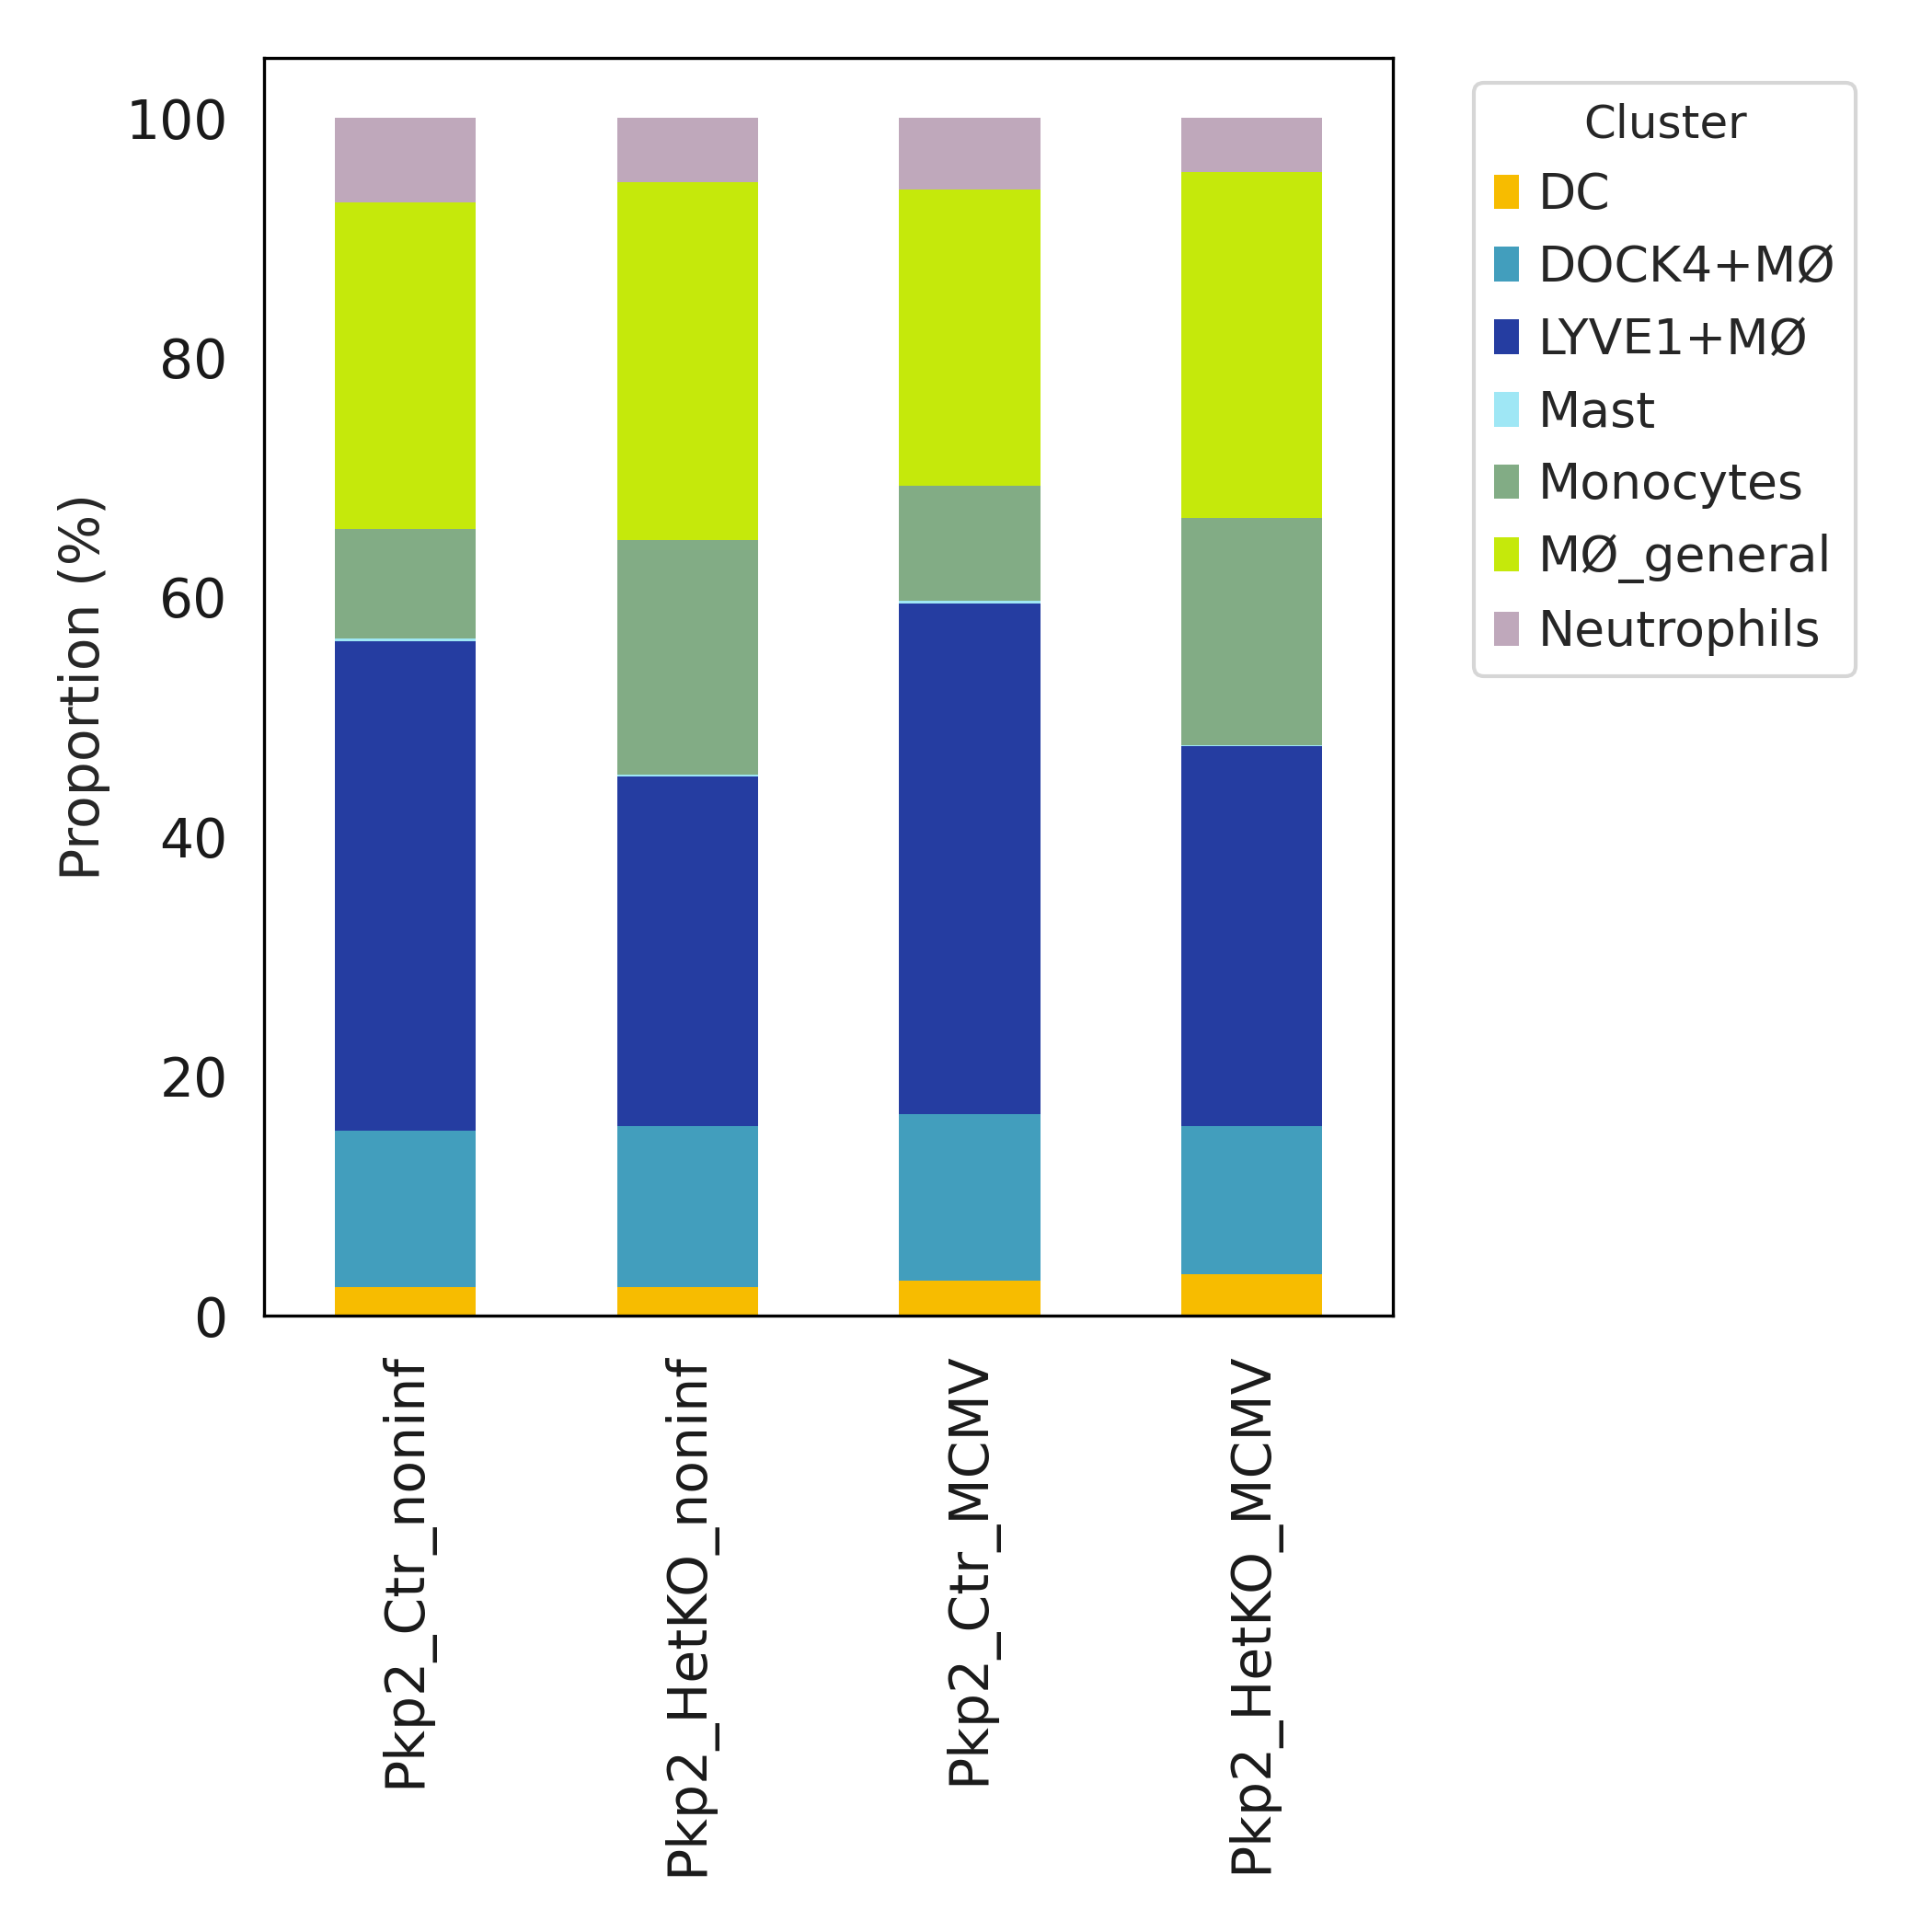 Proportion (%)
100
80
60
40
20
0
Pkp2_Ctr_noninf
Pkp2_HetKO_noninf
Pkp2_Ctr_MCMV
Pkp2_HetKO_MCMV
Cluster
DC
DOCK4+MØ
LYVE1+MØ
Mast
Monocytes
MØ_general
Neutrophils